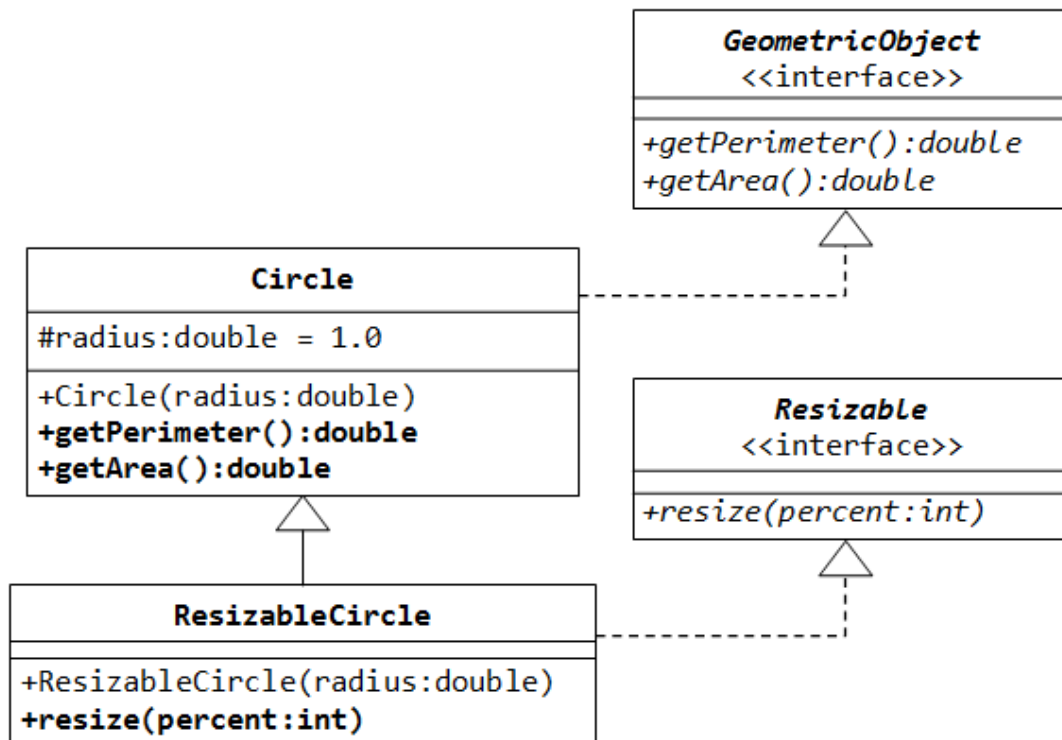 GeometricObject
<<interface>>
+getPerimeter():double
+getArea():double
Circle
#radius:double = 1.0
+Circle(radius:double)
+getPerimeter():double
+getArea():double
Resizable
<<interface>>
+resize(percent:int)
ResizableCircle
+ResizableCircle(radius:double)
+resize(percent:int)